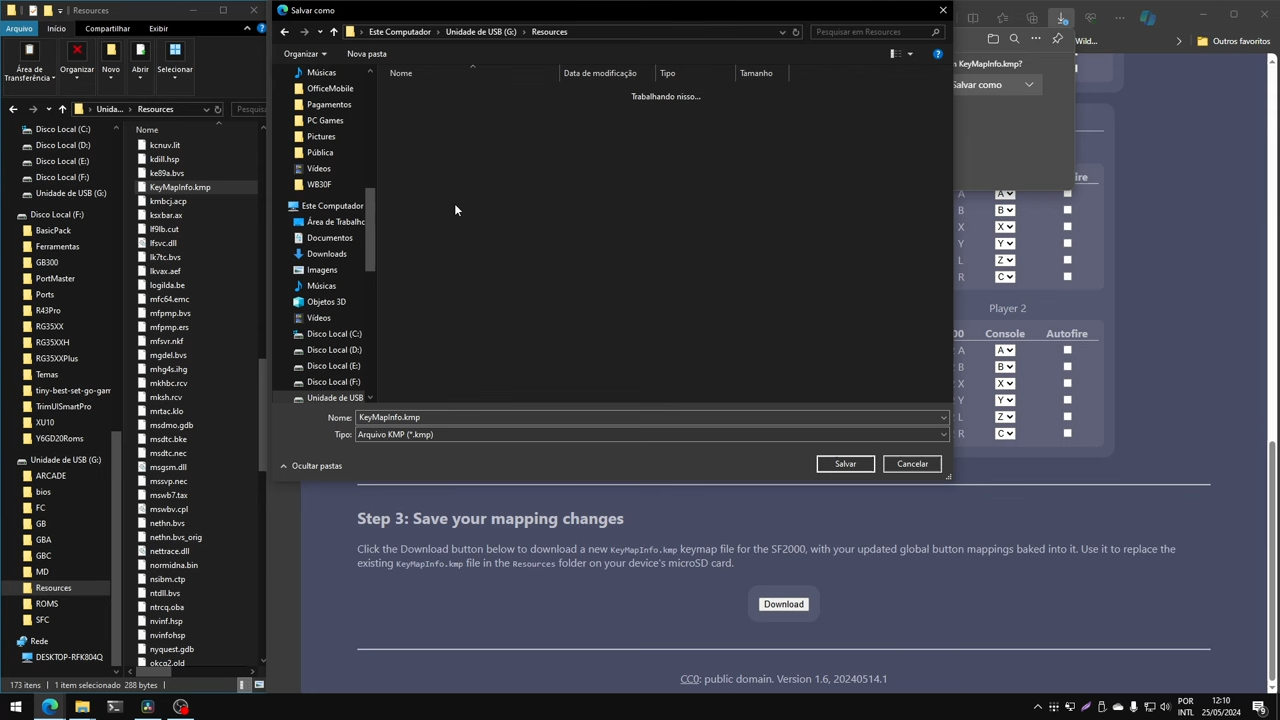 Resources
Arquivo
Início
Compartilhar
Exibir
Área de
Transferência
Organizar
Novo
Abrir
Selecionar
Unida...
Resources
Pesquisa
Disco Local (C:)
Disco Local (D:)
Disco Local (E:)
Disco Local (F:)
Unidade de USB (G:)
Disco Local (F:)
BasicPack
Ferramentas
GB300
PortMaster
Ports
R43Pro
RG35XX
RG35XXH
RG35XXPlus
Temas
tiny-best-set-go-gam
TrimUISmartPro
XU10
Y6GD20Roms
Unidade de USB (G:)
ARCADE
bios
FC
GB
GBA
GBC
MD
Resources
ROMS
SFC
Rede
DESKTOP-RFK804Q
Nome
kcnuv.lit
kdill.hsp
ke89a.bvs
KeyMapInfo.kmp
kmbcj.acp
ksxbar.ax
lf9lb.cut
lfsvc.dll
lk7tc.bvs
lkvax.aef
logilda.be
mfc64.emc
mfpmp.bvs
mfpmp.ers
mfsvr.nkf
mgdel.bvs
mhg4s.ihg
mkhbc.rcv
mksh.rcv
mrtac.klo
msdmo.gdb
msdtc.bke
msdtc.nec
msgsm.dll
mssvp.nec
mswb7.tax
mswbv.cpl
nethn.bvs
nethn.bvs_orig
nettrace.dll
normidna.bin
nsibm.ctp
ntdll.bvs
ntrcq.oba
nvinf.hsp
nvinfohsp
nyquest.gdb
okcg2.old
173 itens
1 item selecionado 288 bytes
Salvar como
Este Computador
Unidade de USB (G:)
Resources
Pesquisar em Resources
Organizar
Nova pasta
Músicas
OfficeMobile
Pagamentos
PC Games
Pictures
Pública
Vídeos
WB30F
Este Computador
Área de Trabalho
Documentos
Downloads
Imagens
Músicas
Objetos 3D
Vídeos
Disco Local (C:)
Disco Local (D:)
Disco Local (E:)
Disco Local (F:)
Unidade de USB
Nome
Data de modificação
Tipo
Tamanho
Trabalhando nisso...
Nome:
KeyMapInfo.kmp
Tipo:
Arquivo KMP (*.kmp)
Ocultar pastas
Salvar
Cancelar
Wild...
Outros favoritos
KeyMapInfo.kmp?
Salvar como
A A
B B
X X
Y Y
L Z
R C
Player 2
00 Console Autofire
A A
B B
X X
Y Y
L Z
R C
Step 3: Save your mapping changes
Click the Download button below to download a new KeyMapInfo.kmp keymap file for the SF2000, with your updated global button mappings baked into it. Use it to replace the
existing KeyMapInfo.kmp file in the Resources folder on your device's microSD card.
Download
CC0: public domain. Version 1.6, 20240514.1
POR
INTL
12:10
25/05/2024